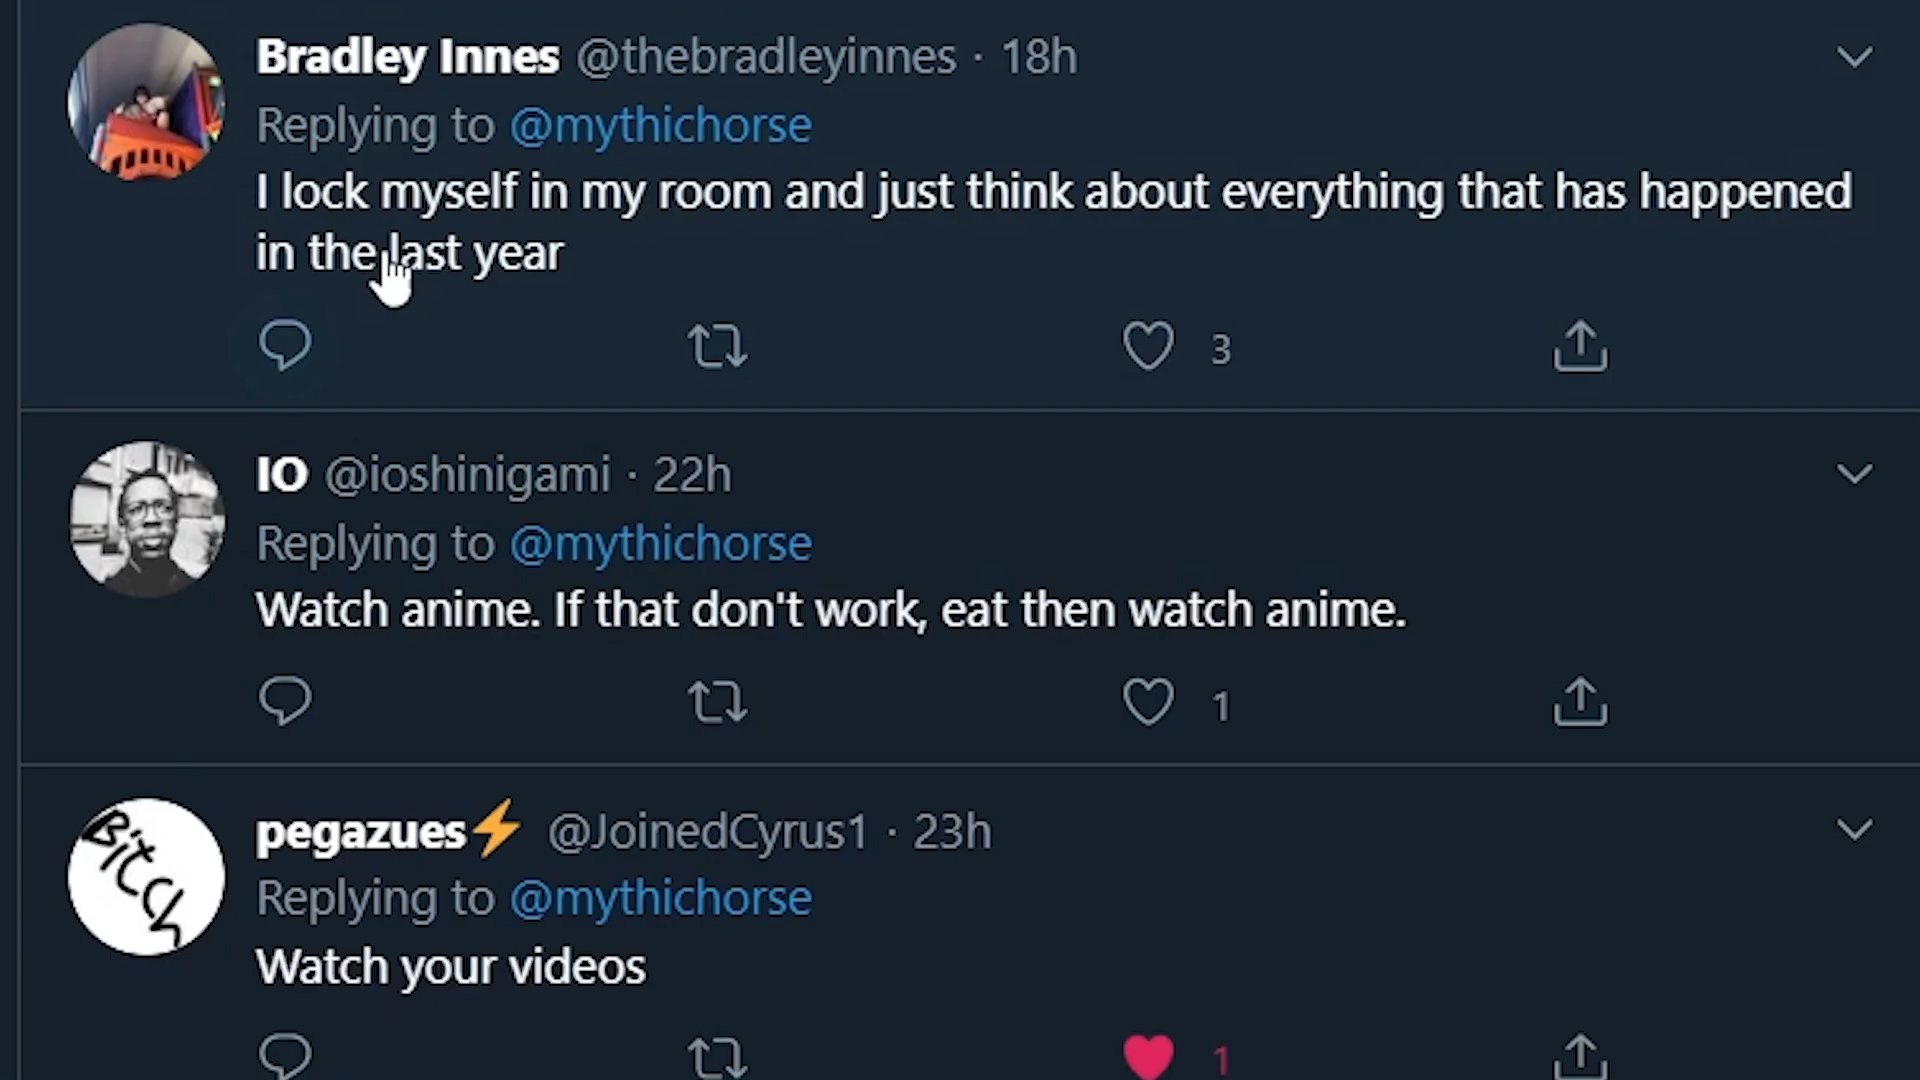 Bradley Innes @thebradleyinnes · 18h
Replying to @mythichorse
I lock myself in my room and just think about everything that has happened
in the last year
3
IO @ioshinigami · 22h
Replying to @mythichorse
Watch anime. If that don't work, eat then watch anime.
1
Bitch
pegazues⚡ @JoinedCyrus1 · 23h
Replying to @mythichorse
Watch your videos
1